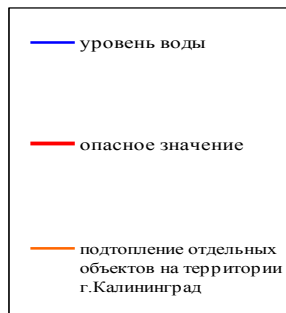 уровень воды
опасное значение
подтопление отдельных
объектов на территории
г.Калининград